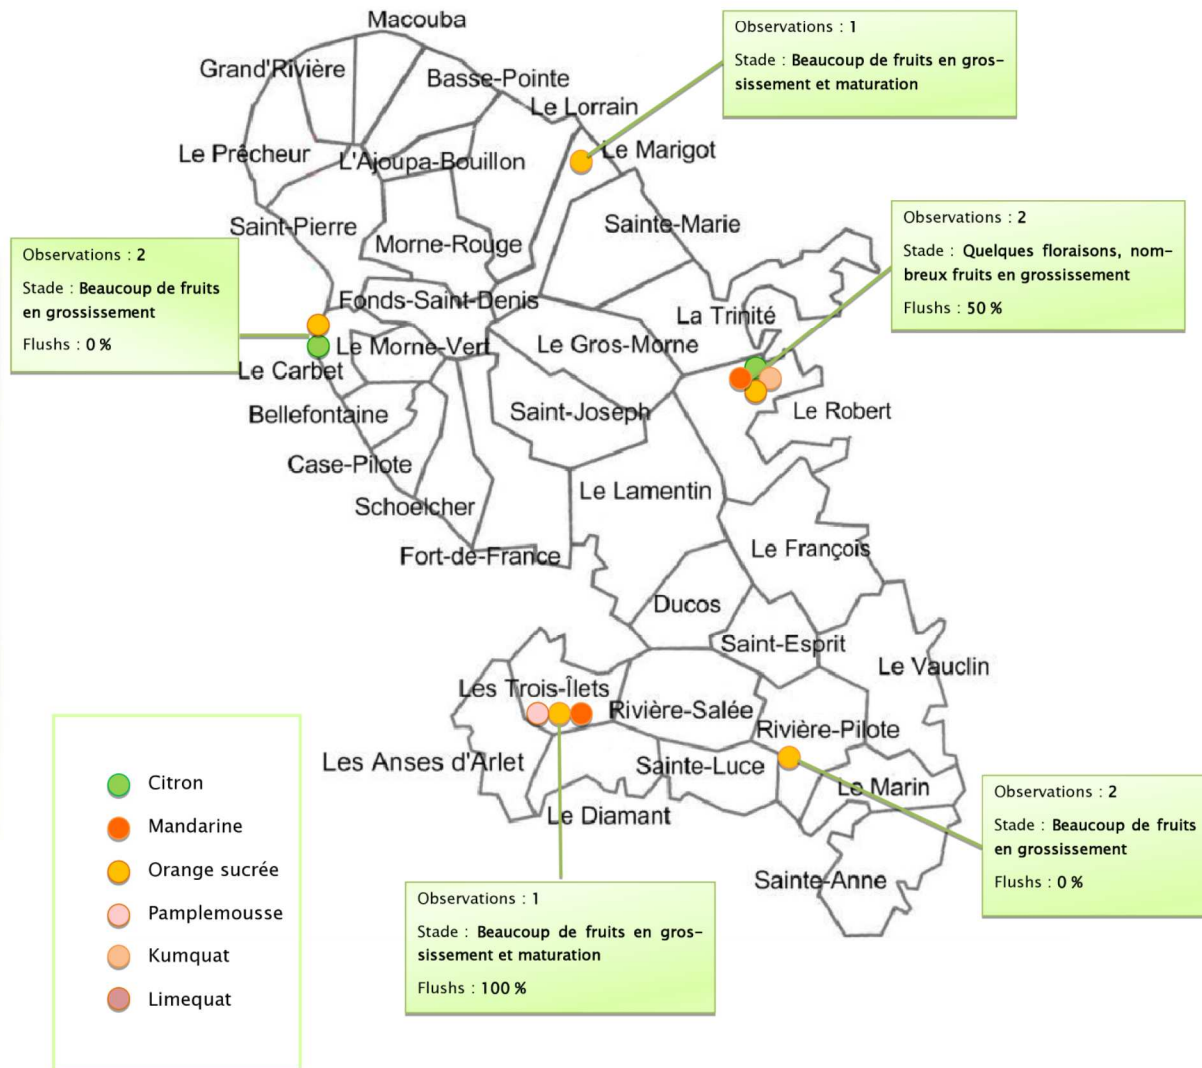 Macouba
Grand'Rivière
Basse-Pointe
Le Lorrain
Le Prêcheur
L'Ajoupa-Bouillon
Le Marigot
Observations : 1
Stade : Beaucoup de fruits en gros-
sissement et maturation
Saint-Pierre
Morne-Rouge
Sainte-Marie
Observations : 2
Stade : Quelques floraisons, nom-
breux fruits en grossissement
Flushs : 50 %
Observations : 2
Stade : Beaucoup de fruits
en grossissement
Flushs : 0 %
Fonds-Saint-Denis
La Trinité
Le Morne-Vert
Le Gros-Morne
Le Carbet
Bellefontaine
Saint-Joseph
Le Robert
Case-Pilote
Schoelcher
Le Lamentin
Fort-de-France
Le François
Ducos
Saint-Esprit
Le Vauclin
Les Trois-Îlets
Rivière-Salée
Rivière-Pilote
Les Anses d'Arlet
Sainte-Luce
Le Marin
Le Diamant
Sainte-Anne
Observations : 2
Stade : Beaucoup de fruits
en grossissement
Flushs : 0 %
Observations : 1
Stade : Beaucoup de fruits en gros-
sissement et maturation
Flushs : 100 %
Citron
Mandarine
Orange sucrée
Pamplemousse
Kumquat
Limequat